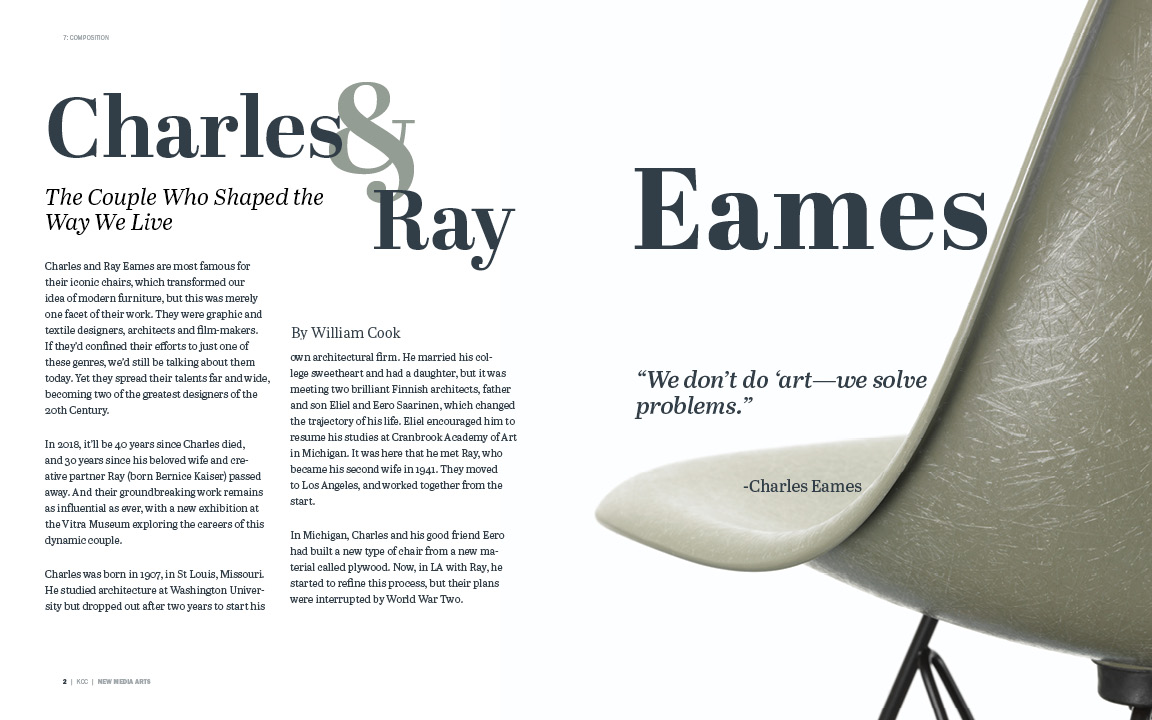 7: COMPOSITION
Charles &
Ray
Eames
The Couple Who Shaped the
Way We Live
Charles and Ray Eames are most famous for
their iconic chairs, which transformed our
idea of modern furniture, but this was merely
one facet of their work. They were graphic and
textile designers, architects and film-makers.
If they'd confined their efforts to just one of
these genres, we'd still be talking about them
today. Yet they spread their talents far and wide,
becoming two of the greatest designers of the
20th Century.
In 2018, it'll be 40 years since Charles died,
and 30 years since his beloved wife and cre-
ative partner Ray (born Bernice Kaiser) passed
away. And their groundbreaking work remains
as influential as ever, with a new exhibition at
the Vitra Museum exploring the careers of this
dynamic couple.
Charles was born in 1907, in St Louis, Missouri.
He studied architecture at Washington Univer-
sity but dropped out after two years to start his
By William Cook
own architectural firm. He married his col-
lege sweetheart and had a daughter, but it was
meeting two brilliant Finnish architects, father
and son Eliel and Eero Saarinen, which changed
the trajectory of his life. Eliel encouraged him to
resume his studies at Cranbrook Academy of Art
in Michigan. It was here that he met Ray, who
became his second wife in 1941. They moved
to Los Angeles, and worked together from the
start.
In Michigan, Charles and his good friend Eero
had built a new type of chair from a new ma-
terial called plywood. Now, in LA with Ray, he
started to refine this process, but their plans
were interrupted by World War Two.
“We don’t do ‘art—we solve
problems.”
-Charles Eames
2 | KCC | NEW MEDIA ARTS